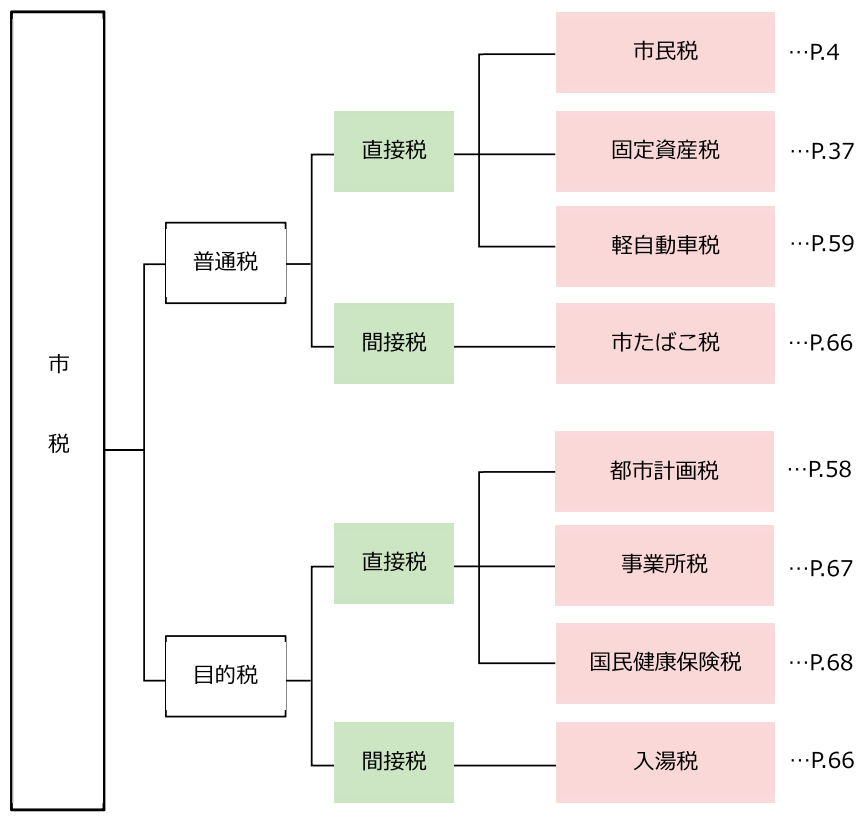 市
税
普通税
直接税
市民税 …P.4
固定資産税 …P.37
軽自動車税 …P.59
間接税
市たばこ税 …P.66
目的税
直接税
都市計画税 …P.58
事業所税 …P.67
国民健康保険税 …P.68
間接税
入湯税 …P.66